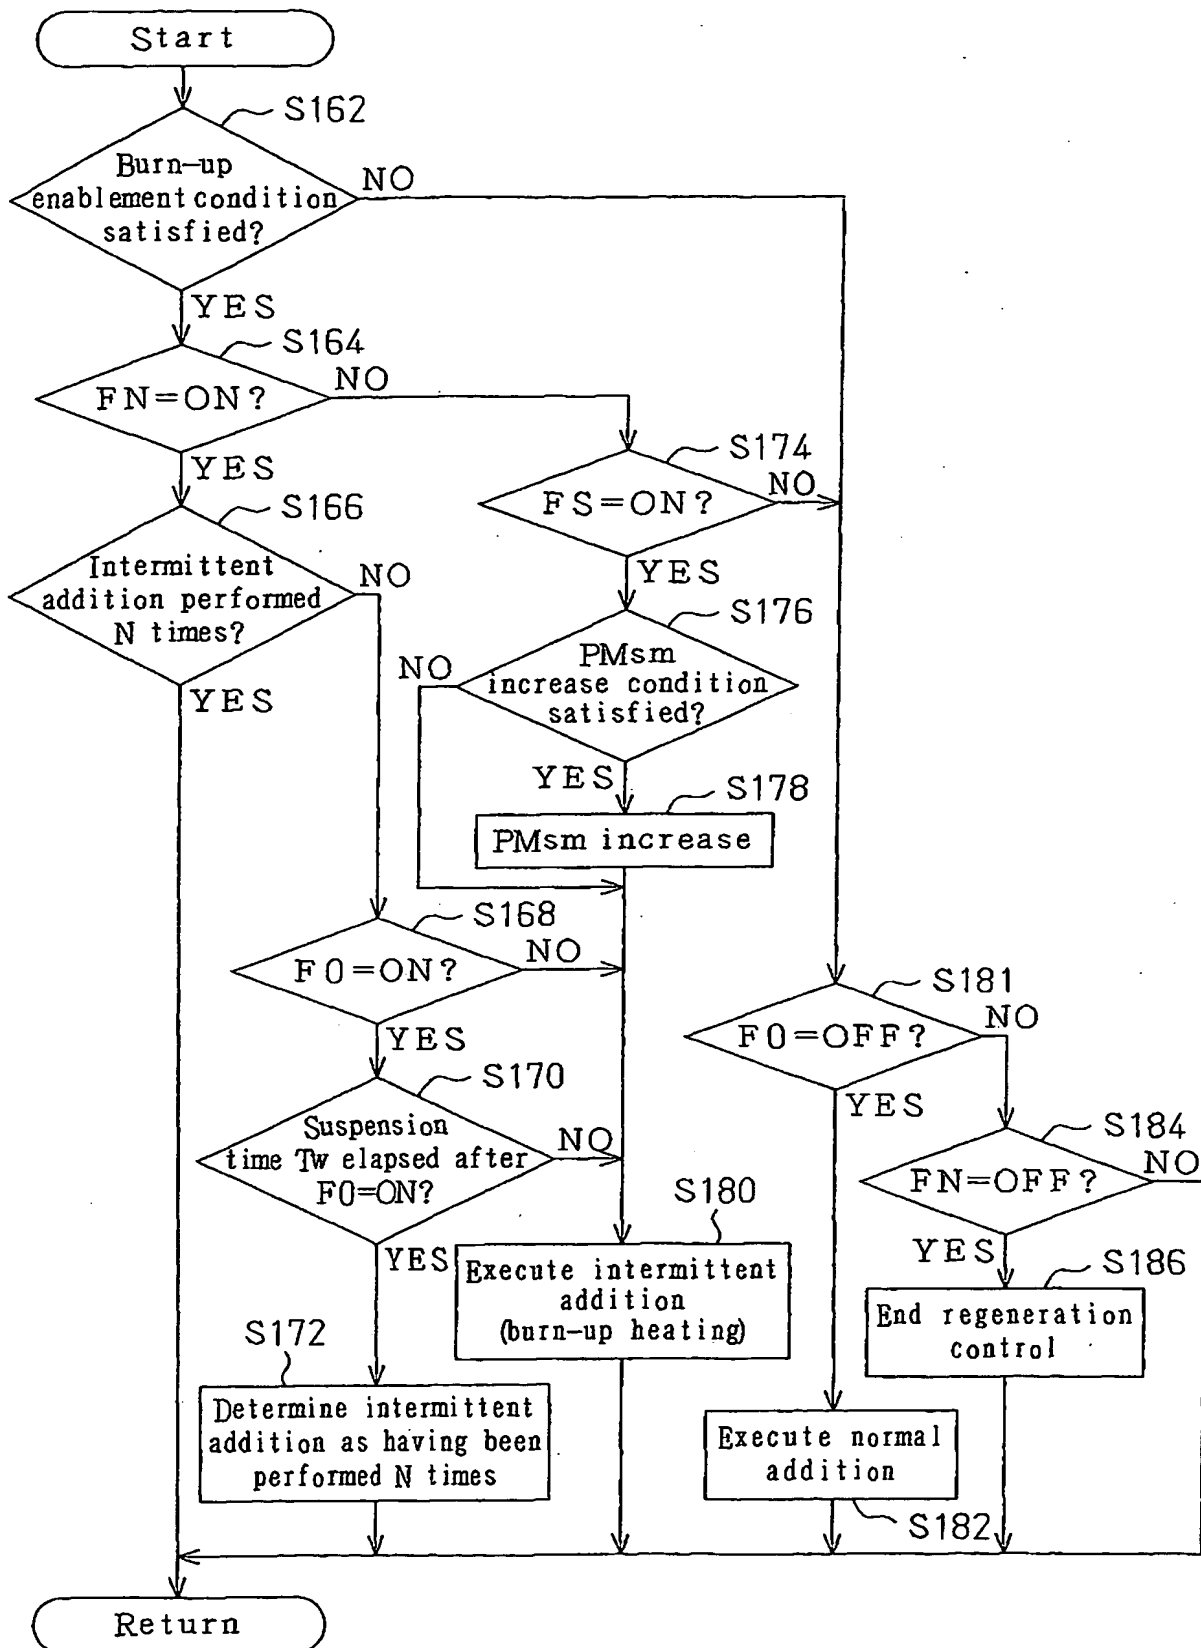 Start
S162
Burn-up
enablement condition
satisfied?
NO
YES
S164
FN=ON?
NO
YES
S174
FS=ON?
NO
YES
S166
Intermittent
addition performed
N times?
NO
YES
S176
PMsm
increase condition
satisfied?
NO
YES
S178
PMsm increase
S168
F0=ON?
NO
YES
S181
F0=OFF?
NO
YES
S170
Suspension
time Tw elapsed after
F0=ON?
NO
YES
S184
FN=OFF?
NO
YES
S180
Execute intermittent
addition
(burn-up heating)
S186
End regeneration
control
S172
Determine intermittent
addition as having been
performed N times
Execute normal
addition
S182
Return